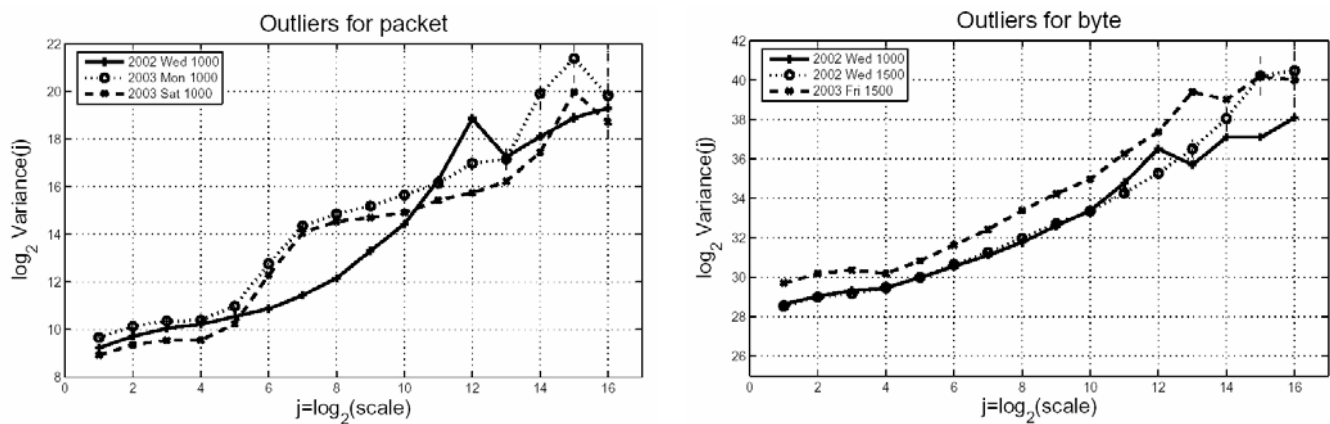 Outliers for packet
22
20
18
16
14
12
10
8
0
2
4
6
8
10
12
14
16
log2 Variance(j)
j=log2(scale)
2002 Wed 1000
2003 Mon 1000
2003 Sat 1000
Outliers for byte
42
40
38
36
34
32
30
28
26
0
2
4
6
8
10
12
14
16
log2 Variance(j)
j=log2(scale)
2002 Wed 1000
2002 Wed 1500
2003 Fri 1500